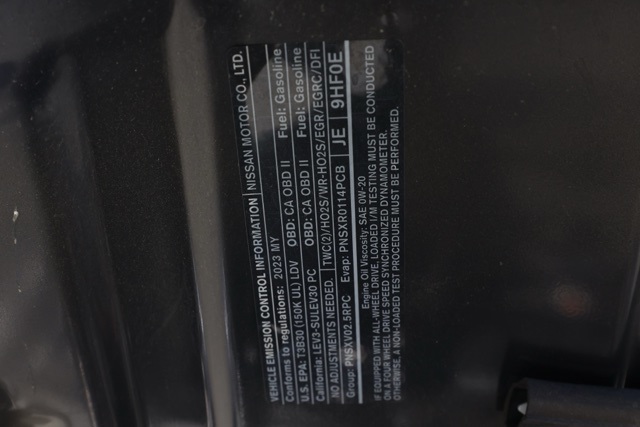 VEHICLE EMISSION CONTROL INFORMATION NISSAN MOTOR CO., LTD.
Conforms to regulations: 2023 MY
U.S. EPA: T3B30 (150K UL) LDV OBD: CA OBD II Fuel: Gasoline
California: LEV3-SULEV30 PC OBD: CA OBD II Fuel: Gasoline
NO ADJUSTMENTS NEEDED. TWC(2)/HO2S/WR-HO2S/EGR/EGRC/DFI
Group: PNSXV02.5RPC Evap: PNSXR0114PCB JE 9HF0E
Engine Oil Viscosity: SAE 0W-20
IF EQUIPPED WITH ALL-WHEEL DRIVE, LOADED I/M TESTING MUST BE CONDUCTED
ON A FOUR WHEEL DRIVE SPEED SYNCHRONIZED DYNAMOMETER.
OTHERWISE, A NON-LOADED TEST PROCEDURE MUST BE PERFORMED.